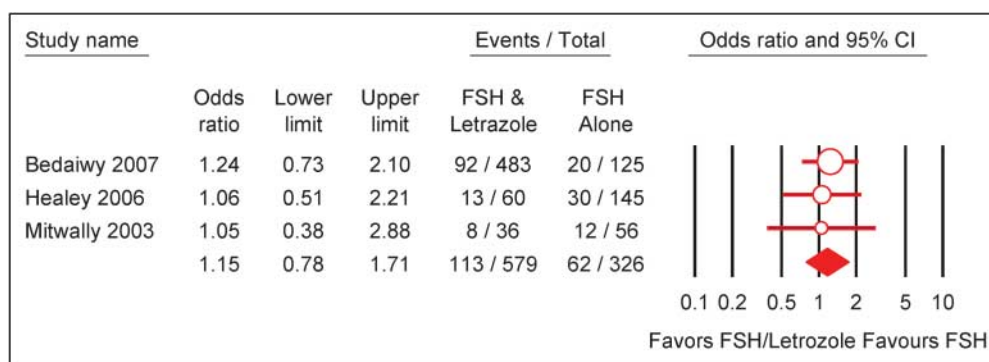 Study name Events / Total Odds ratio and 95% CI
Odds ratio Lower limit Upper limit FSH & Letrazole FSH Alone
Bedaiwy 2007 1.24 0.73 2.10 92 / 483 20 / 125
Healey 2006 1.06 0.51 2.21 13 / 60 30 / 145
Mitwally 2003 1.05 0.38 2.88 8 / 36 12 / 56
1.15 0.78 1.71 113 / 579 62 / 326
0.1 0.2 0.5 1 2 5 10
Favors FSH/Letrozole Favours FSH